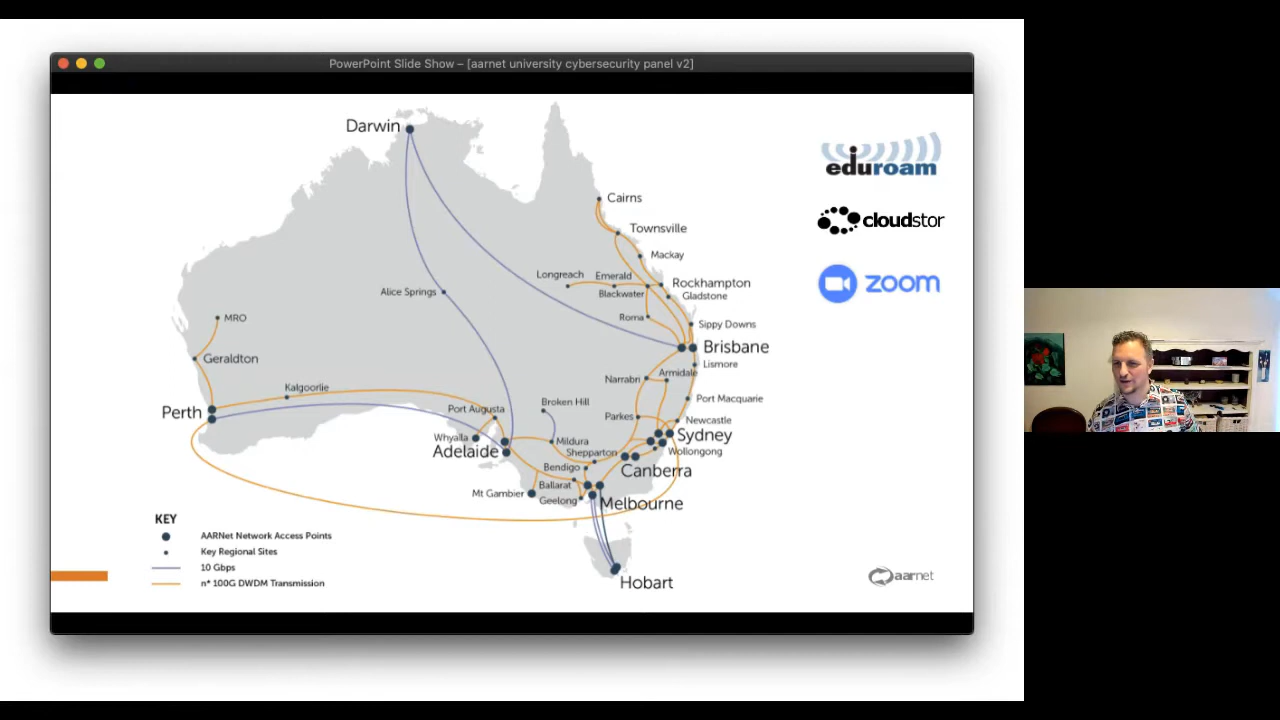 PowerPoint Slide Show – [aarnet university cybersecurity panel v2]
Darwin
eduroam
Cairns
cloudstor
Townsville
Mackay
Longreach
Emerald
Rockhampton
zoom
Alice Springs
Blackwater
Gladstone
MRO
Roma
Sippy Downs
Brisbane
Geraldton
Lismore
Narrabri
Armidale
Kalgoorlie
Port Macquarie
Perth
Port Augusta
Broken Hill
Parkes
Newcastle
Whyalla
Mildura
Sydney
Adelaide
Shepparton
Wollongong
Bendigo
Canberra
Ballarat
Mt Gambier
Geelong
Melbourne
KEY
AARNet Network Access Points
Key Regional Sites
10 Gbps
n* 100G DWDM Transmission
aarnet
Hobart